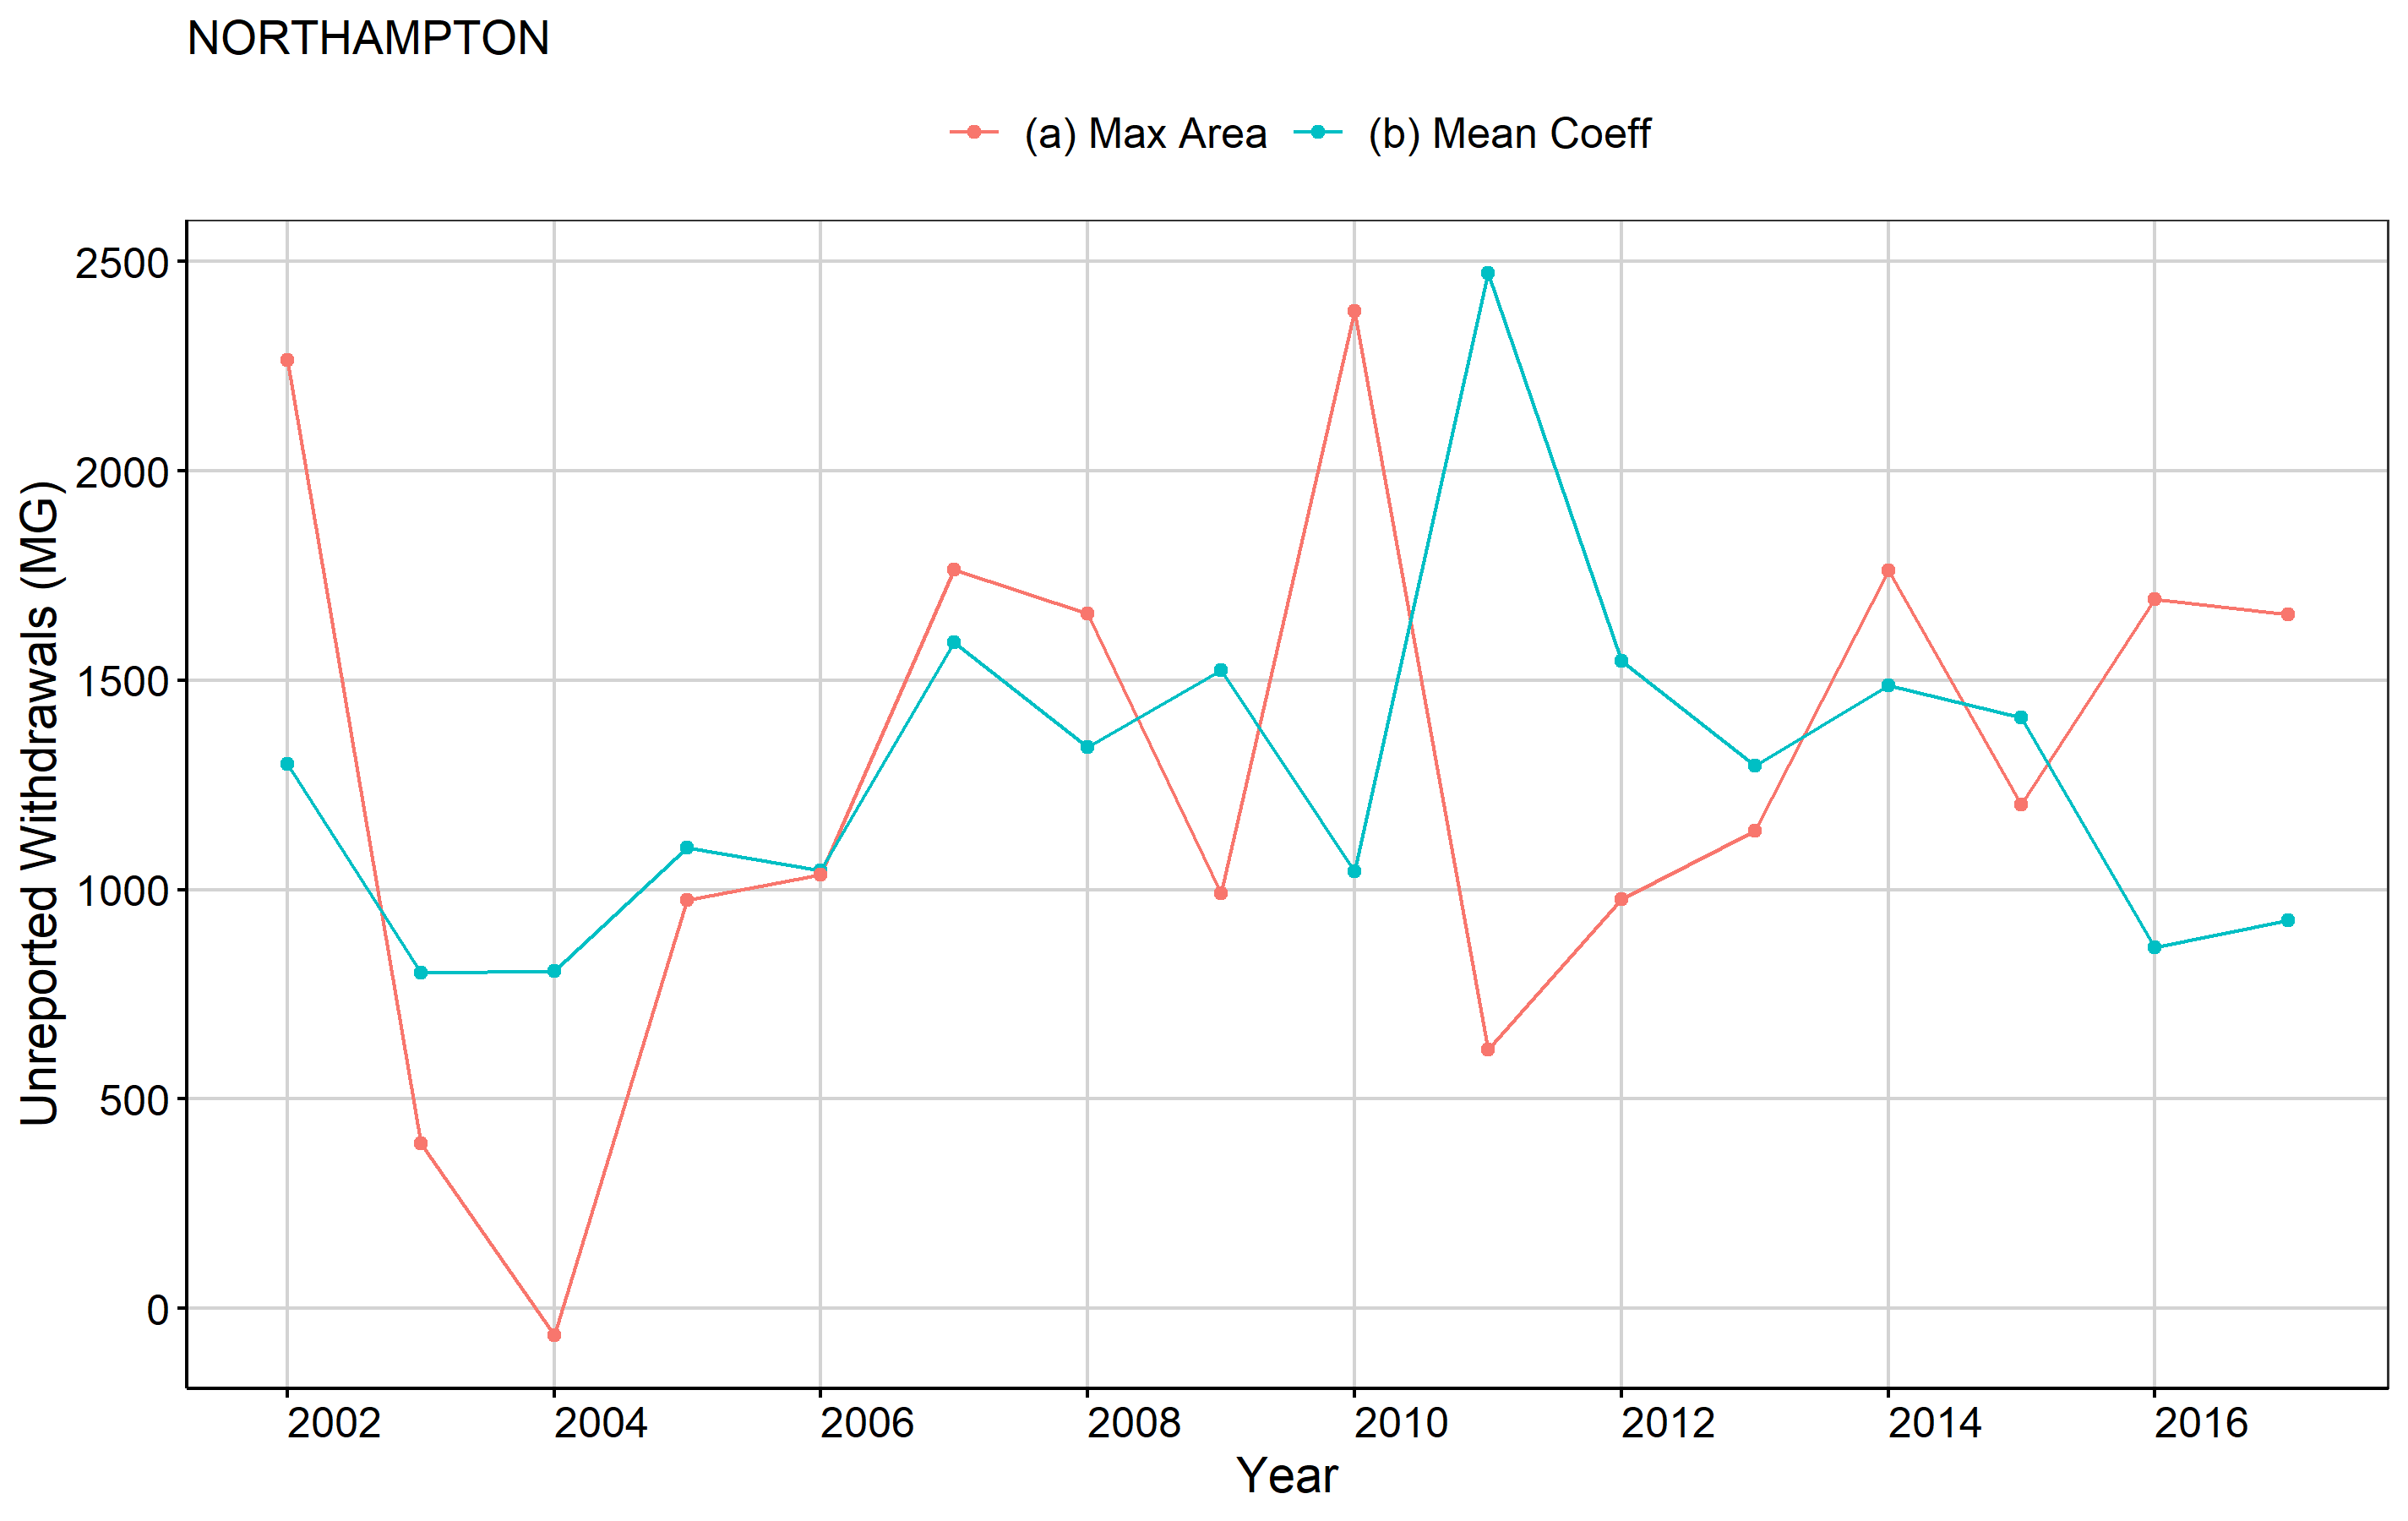 NORTHAMPTON
(a) Max Area (b) Mean Coeff
Unreported Withdrawals (MG)
2500
2000
1500
1000
500
0
2002 2004 2006 2008 2010 2012 2014 2016
Year